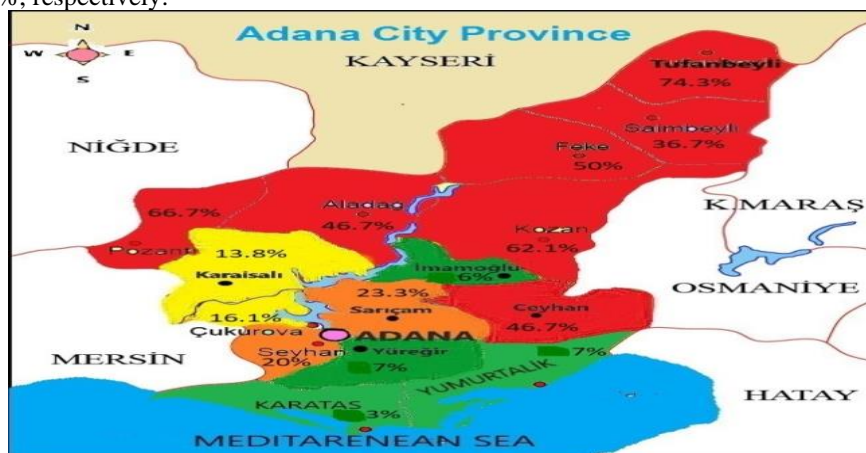 %, respectively.
Adana City Province
N
W E
S
KAYSERİ
Tufanbeyli
74.3%
Saimbeyli
36.7%
Feke
50%
NİĞDE
K.MARAŞ
Aladağ
46.7%
66.7%
Pozantı
Kozan
62.1%
13.8%
Karaisalı
İmamoğlu
6%
OSMANİYE
23.3%
Sarıçam
Ceyhan
46.7%
16.1%
Çukurova
ADANA
MERSİN
Seyhan
20%
Yüreğir
7%
7%
YUMURTALIK
HATAY
KARATAS
3%
MEDITARENEAN SEA